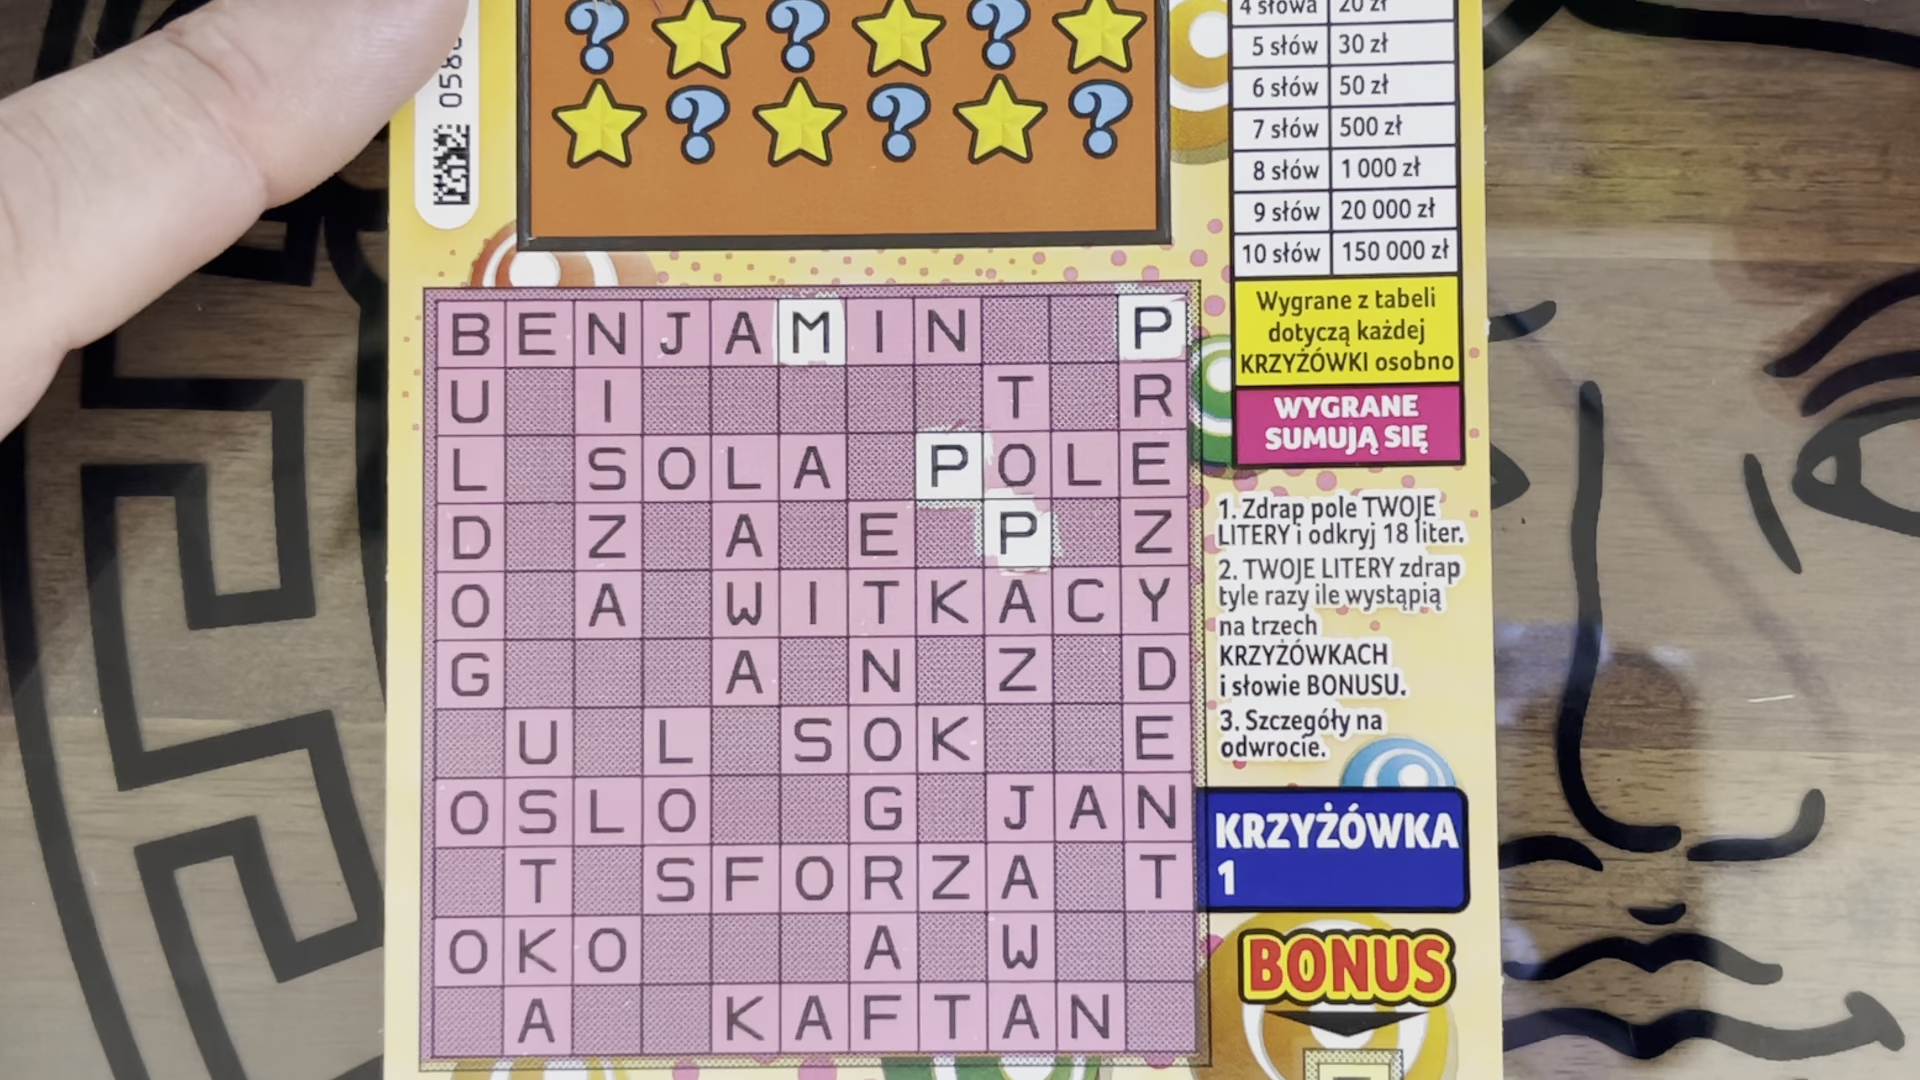 058
4 słowa 20 zł
5 słów 30 zł
6 słów 50 zł
7 słów 500 zł
8 słów 1 000 zł
9 słów 20 000 zł
10 słów 150 000 zł
Wygrane z tabeli
dotyczą każdej
KRZYŻÓWKI osobno
WYGRANE
SUMUJĄ SIĘ
BENJAMIN P
U I T R
L SOLA POLE
D Z A E P Z
O A WITKACY
G A N Z D
U L SOK E
OSLO G JAN
T SFORZA T
OKO A W
A KAFTAN
1. Zdrap pole TWOJE
LITERY i odkryj 18 liter.
2. TWOJE LITERY zdrap
tyle razy ile wystąpią
na trzech
KRZYŻÓWKACH
i słowie BONUSU.
3. Szczegóły na
odwrocie.
KRZYŻÓWKA
1
BONUS